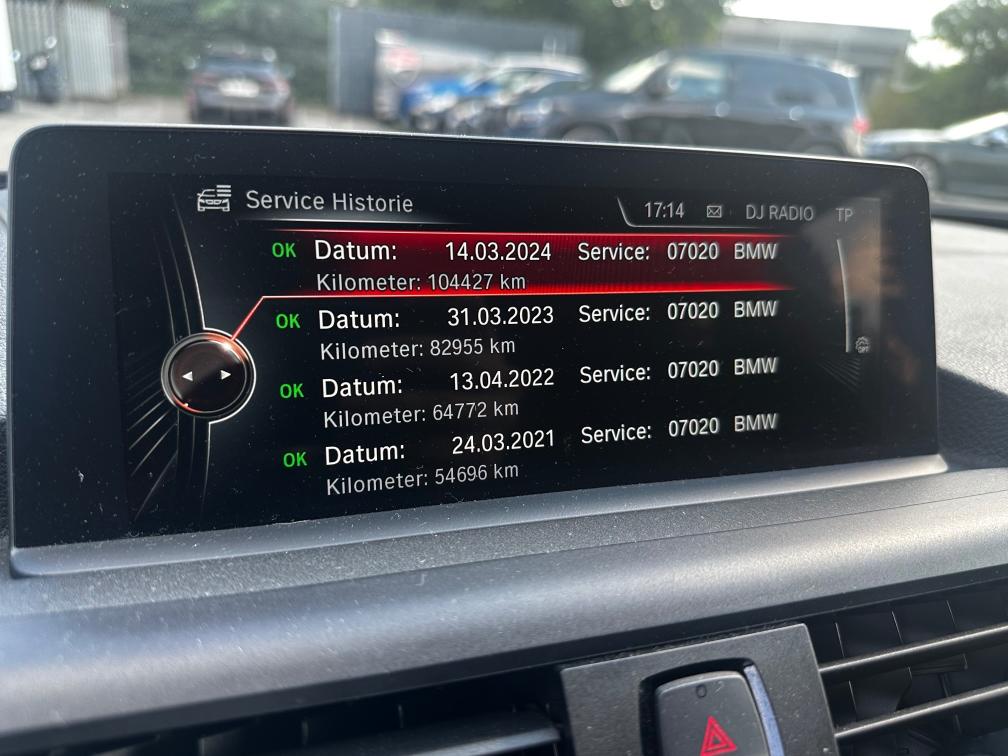 Service Historie
17:14 DJ RADIO TP
OK Datum: 14.03.2024 Service: 07020 BMW
Kilometer: 104427 km
OK Datum: 31.03.2023 Service: 07020 BMW
Kilometer: 82955 km
OK Datum: 13.04.2022 Service: 07020 BMW
Kilometer: 64772 km
OK Datum: 24.03.2021 Service: 07020 BMW
Kilometer: 54696 km